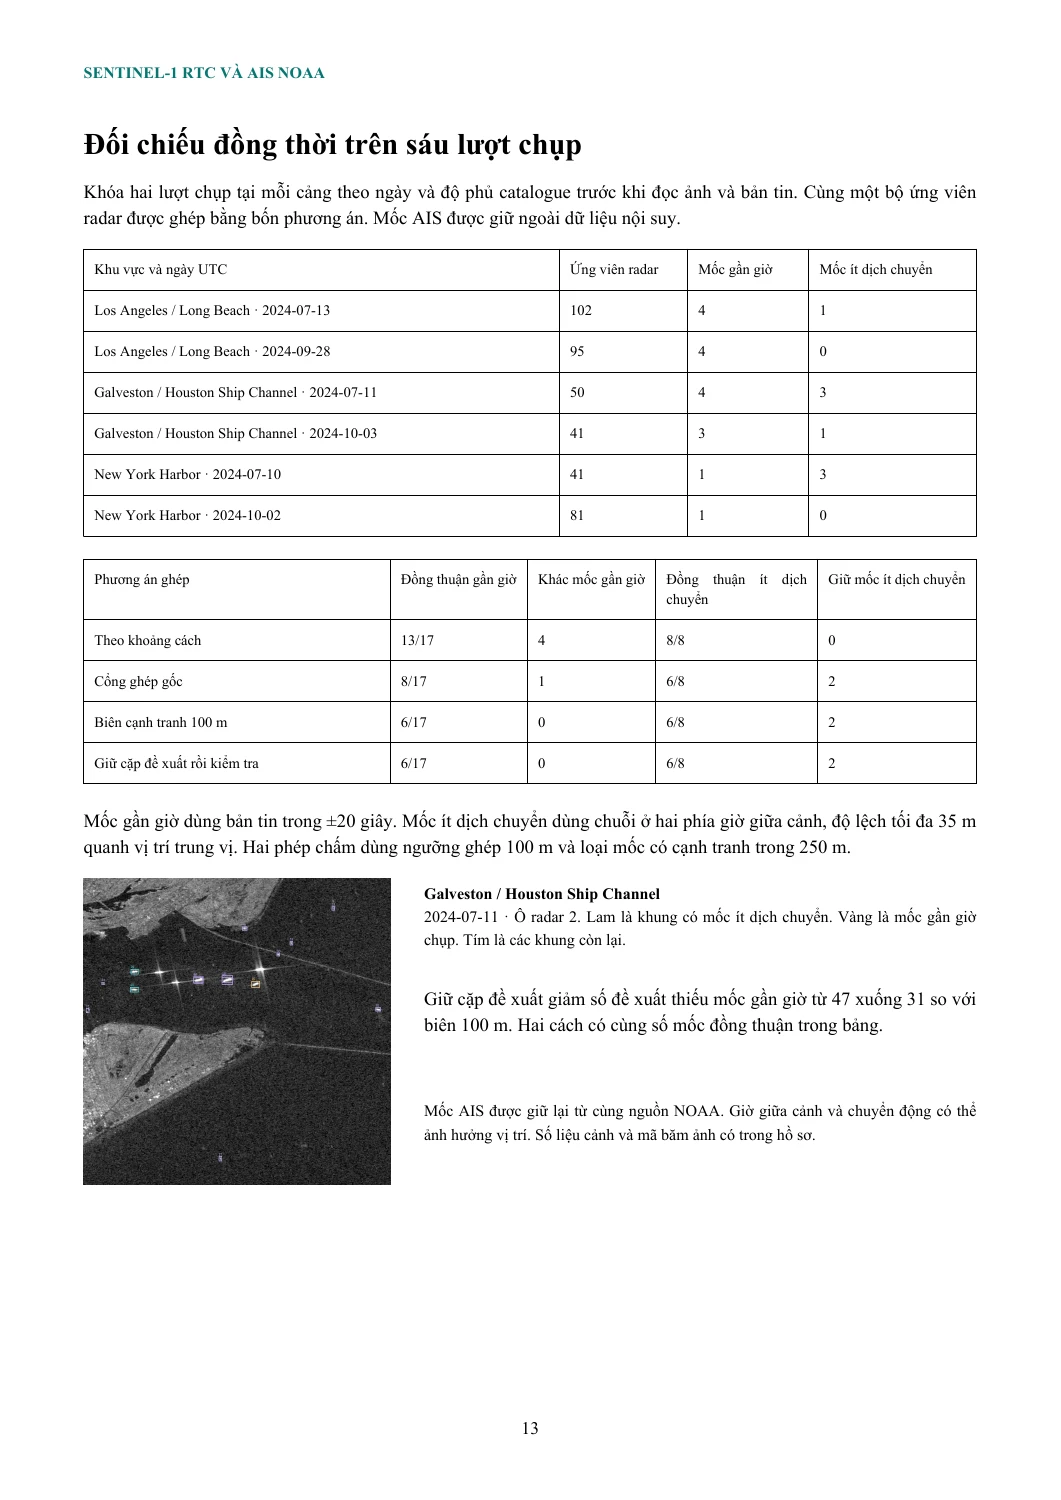 SENTINEL-1 RTC VÀ AIS NOAA
Đối chiếu đồng thời trên sáu lượt chụp
Khóa hai lượt chụp tại mỗi cảng theo ngày và độ phủ catalogue trước khi đọc ảnh và bản tin. Cùng một bộ ứng viên
radar được ghép bằng bốn phương án. Mốc AIS được giữ ngoài dữ liệu nội suy.
Khu vực và ngày UTC Ứng viên radar Mốc gần giờ Mốc ít dịch chuyển
Los Angeles / Long Beach · 2024-07-13 102 4 1
Los Angeles / Long Beach · 2024-09-28 95 4 0
Galveston / Houston Ship Channel · 2024-07-11 50 4 3
Galveston / Houston Ship Channel · 2024-10-03 41 3 1
New York Harbor · 2024-07-10 41 1 3
New York Harbor · 2024-10-02 81 1 0
Phương án ghép Đồng thuận gần giờ Khác mốc gần giờ Đồng thuận ít dịch Giữ mốc ít dịch chuyển
chuyển
Theo khoảng cách 13/17 4 8/8 0
Cổng ghép gốc 8/17 1 6/8 2
Biên cạnh tranh 100 m 6/17 0 6/8 2
Giữ cặp đề xuất rồi kiểm tra 6/17 0 6/8 2
Mốc gần giờ dùng bản tin trong ±20 giây. Mốc ít dịch chuyển dùng chuỗi ở hai phía giờ giữa cảnh, độ lệch tối đa 35 m
quanh vị trí trung vị. Hai phép chấm dùng ngưỡng ghép 100 m và loại mốc có cạnh tranh trong 250 m.
Galveston / Houston Ship Channel
2024-07-11 · Ô radar 2. Lam là khung có mốc ít dịch chuyển. Vàng là mốc gần giờ
chụp. Tím là các khung còn lại.
Giữ cặp đề xuất giảm số đề xuất thiếu mốc gần giờ từ 47 xuống 31 so với
biên 100 m. Hai cách có cùng số mốc đồng thuận trong bảng.
Mốc AIS được giữ lại từ cùng nguồn NOAA. Giờ giữa cảnh và chuyển động có thể
ảnh hưởng vị trí. Số liệu cảnh và mã băm ảnh có trong hồ sơ.
13